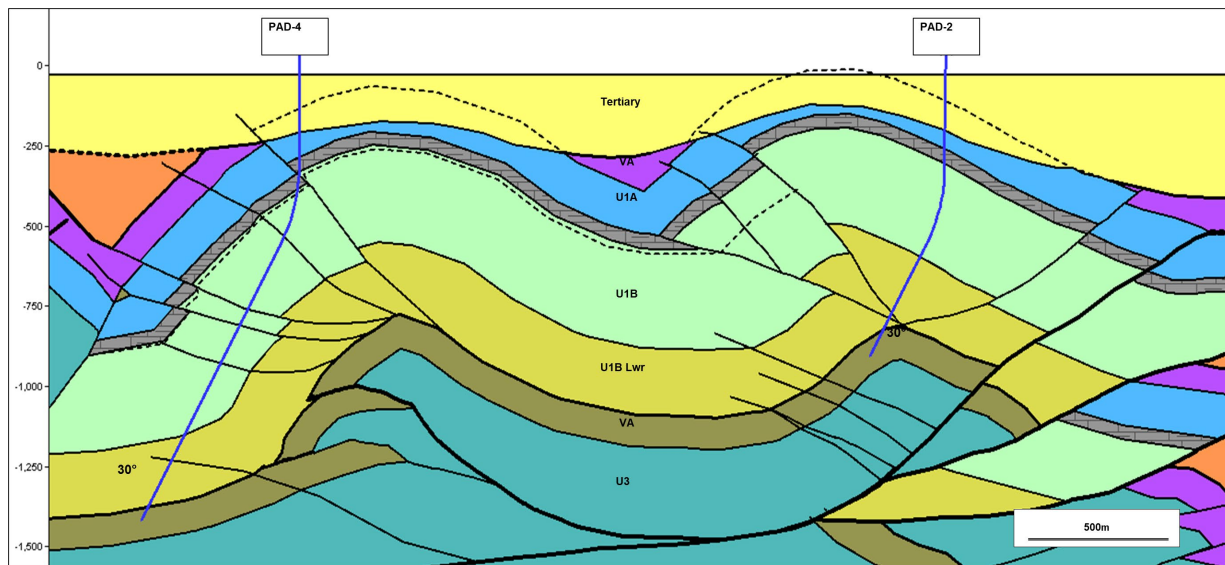 PAD-4
PAD-2
0
Tertiary
-250
VA
U1A
-500
U1B
-750
30°
U1B Lwr
-1,000
VA
30°
-1,250
U3
500m
-1,500